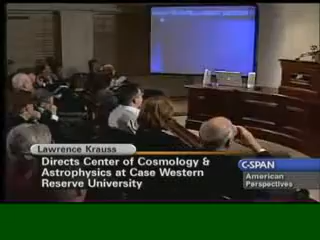 Lawrence Krauss
Directs Center of Cosmology &
Astrophysics at Case Western
Reserve University
C-SPAN
American
Perspectives